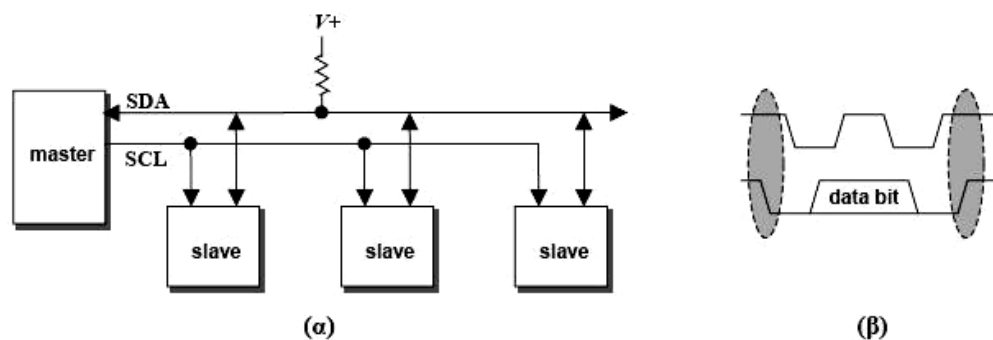 V+
SDA
master
SCL
data bit
slave
slave
slave
(α)
(β)